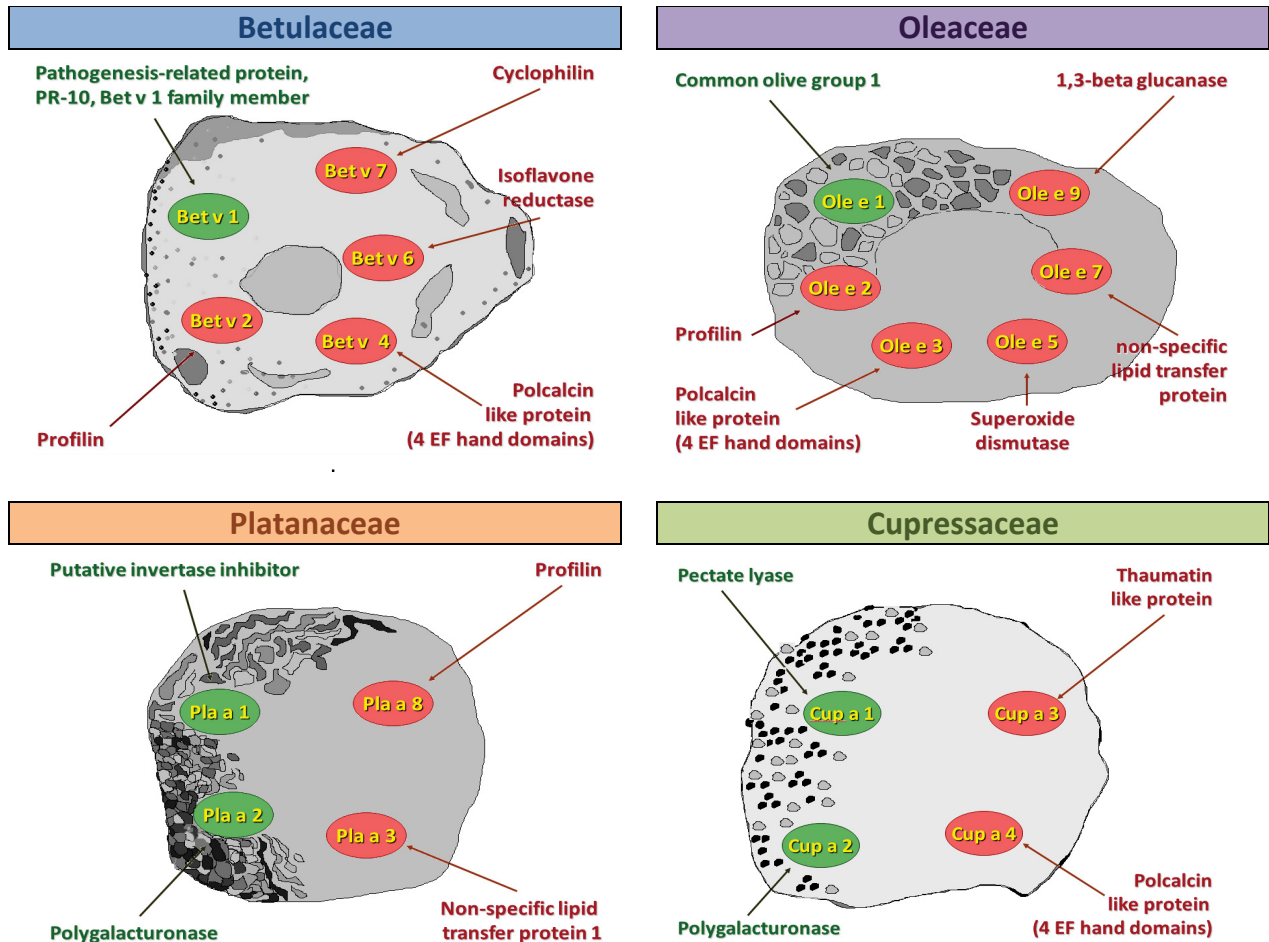 Betulaceae
Pathogenesis-related protein,
PR-10, Bet v 1 family member
Cyclophilin
Bet v 7
Isoflavone
reductase
Bet v 1
Bet v 6
Bet v 2
Bet v 4
Profilin
Polcalcin
like protein
(4 EF hand domains)
.
Oleaceae
Common olive group 1
1,3-beta glucanase
Ole e 1
Ole e 9
Ole e 7
Ole e 2
Profilin
Ole e 3
Ole e 5
non-specific
lipid transfer
protein
Polcalcin
like protein
(4 EF hand domains)
Superoxide
dismutase
Platanaceae
Putative invertase inhibitor
Profilin
Pla a 1
Pla a 8
Pla a 2
Pla a 3
Polygalacturonase
Non-specific lipid
transfer protein 1
Cupressaceae
Pectate lyase
Thaumatin
like protein
Cup a 1
Cup a 3
Cup a 2
Cup a 4
Polygalacturonase
Polcalcin
like protein
(4 EF hand domains)